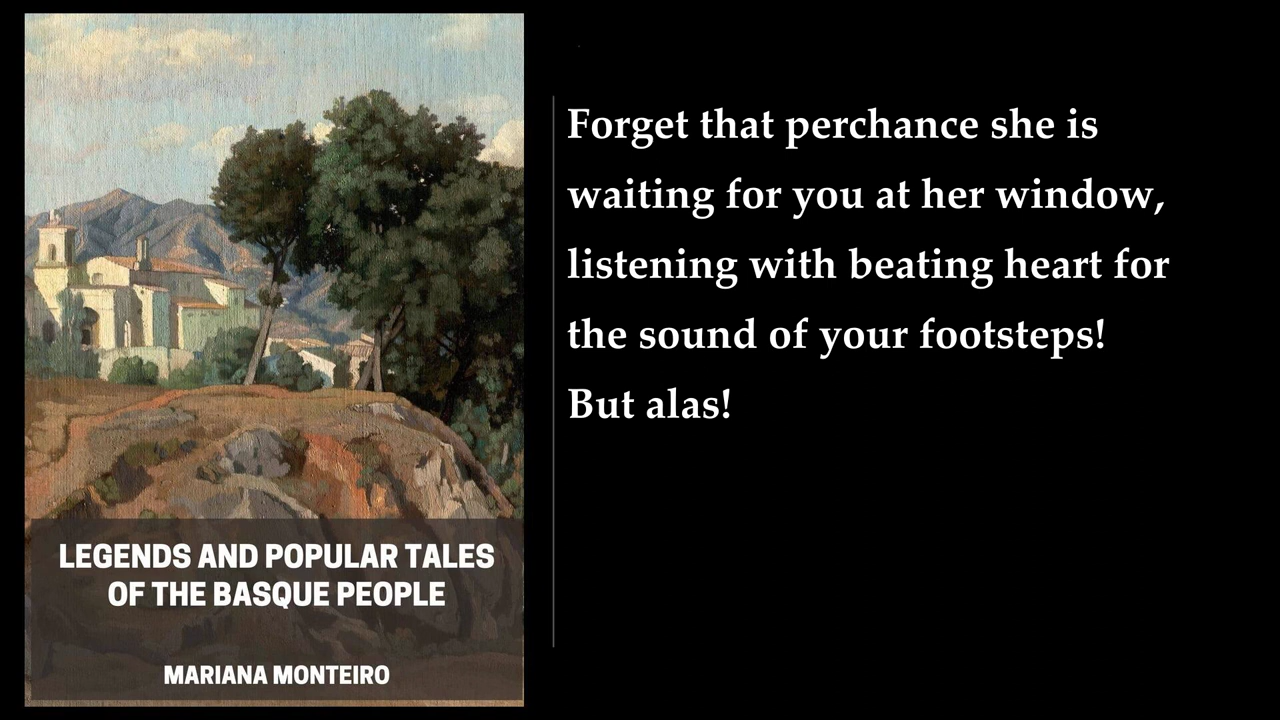 Forget that perchance she is
waiting for you at her window,
listening with beating heart for
the sound of your footsteps!
But alas!
LEGENDS AND POPULAR TALES
OF THE BASQUE PEOPLE
MARIANA MONTEIRO